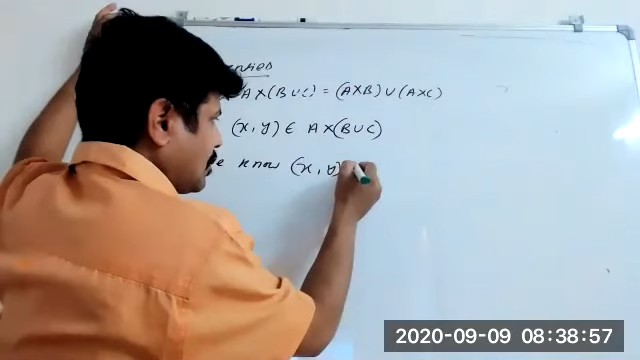 A×(B∪C) = (A×B)∪(A×C)
(x,y) ∈ A×(B∪C)
know (x,y)
2020-09-09 08:38:57